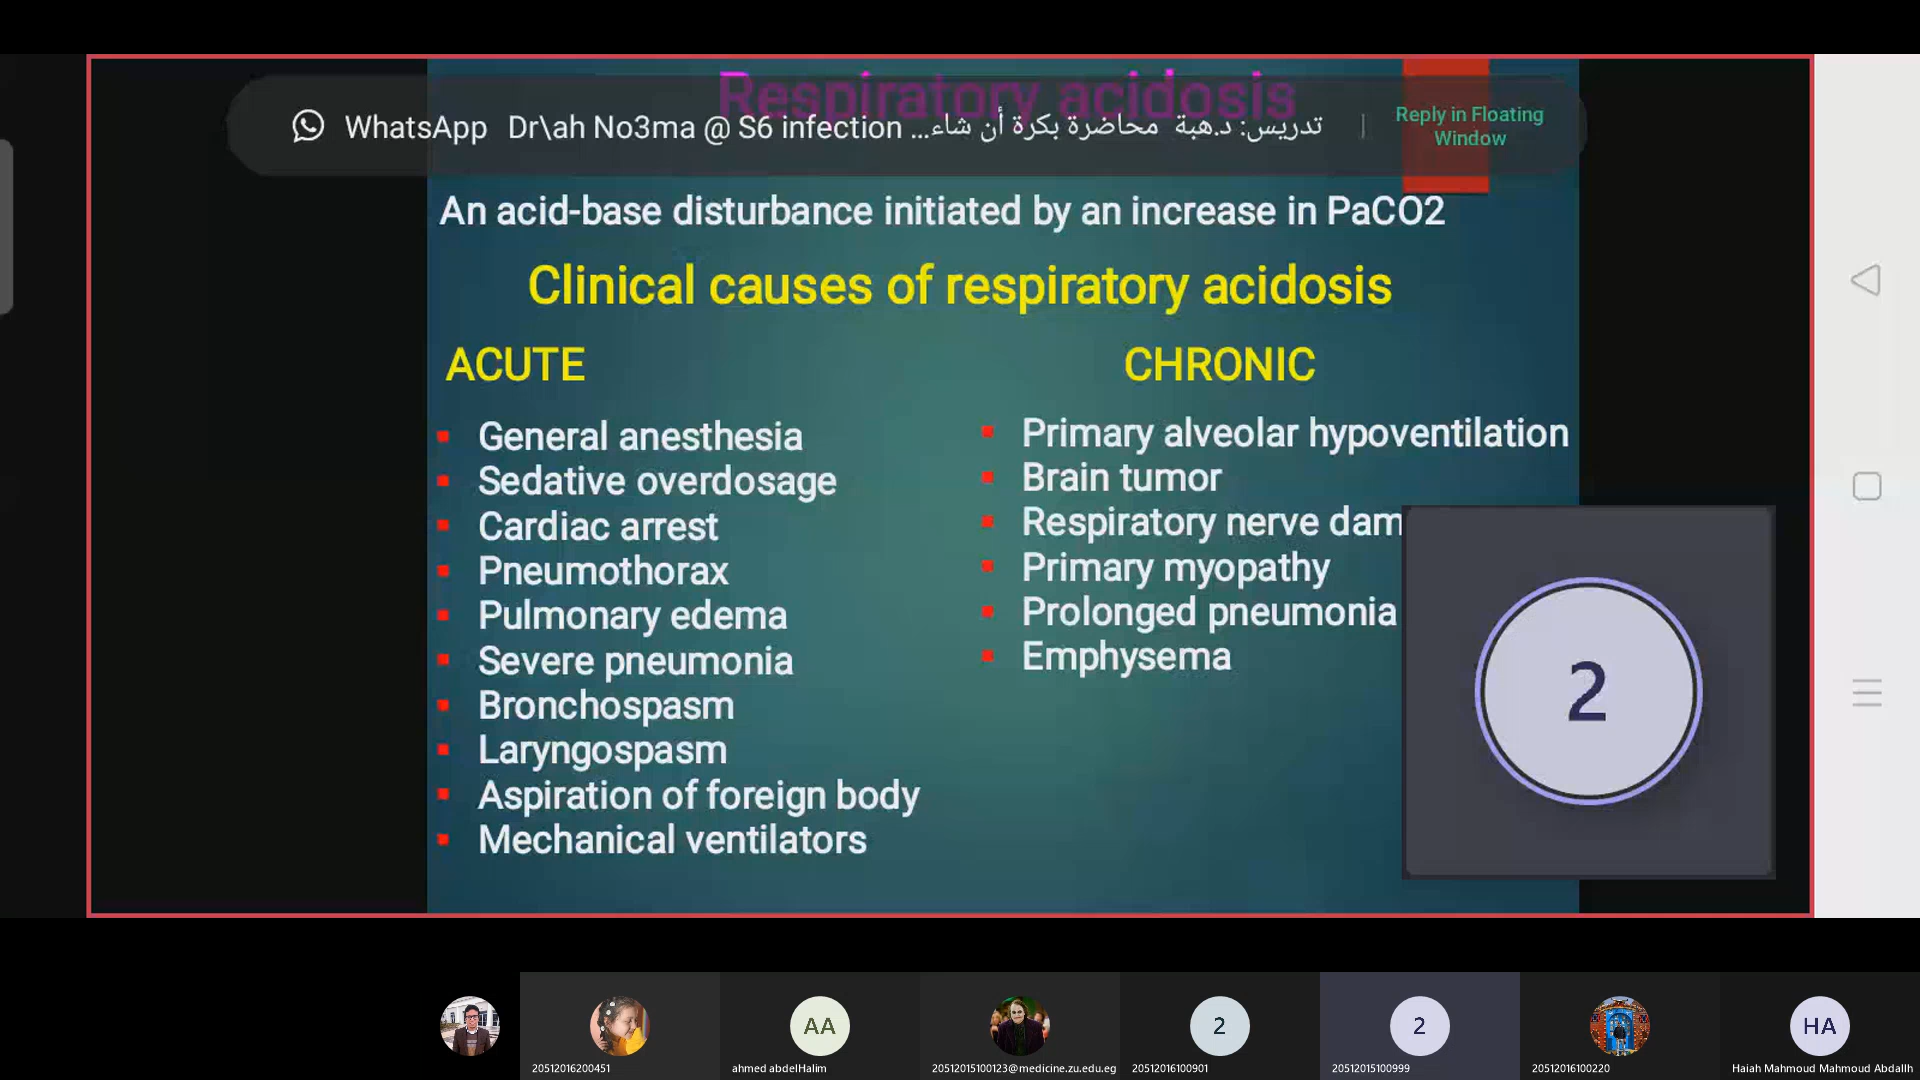 Respiratory acidosis
WhatsApp Dr\ah No3ma @ S6 infection ...تدريس: د.هبة محاضرة بكرة أن شاء
Reply in Floating
Window
An acid-base disturbance initiated by an increase in PaCO2
Clinical causes of respiratory acidosis
ACUTE
General anesthesia
Sedative overdosage
Cardiac arrest
Pneumothorax
Pulmonary edema
Severe pneumonia
Bronchospasm
Laryngospasm
Aspiration of foreign body
Mechanical ventilators
CHRONIC
Primary alveolar hypoventilation
Brain tumor
Respiratory nerve dam
Primary myopathy
Prolonged pneumonia
Emphysema
2
20512016200451
AA
ahmed abdelHalim
20512015100123@medicine.zu.edu.eg
2
20512016100901
2
20512015100999
20512016100220
HA
Haiah Mahmoud Mahmoud Abdallh